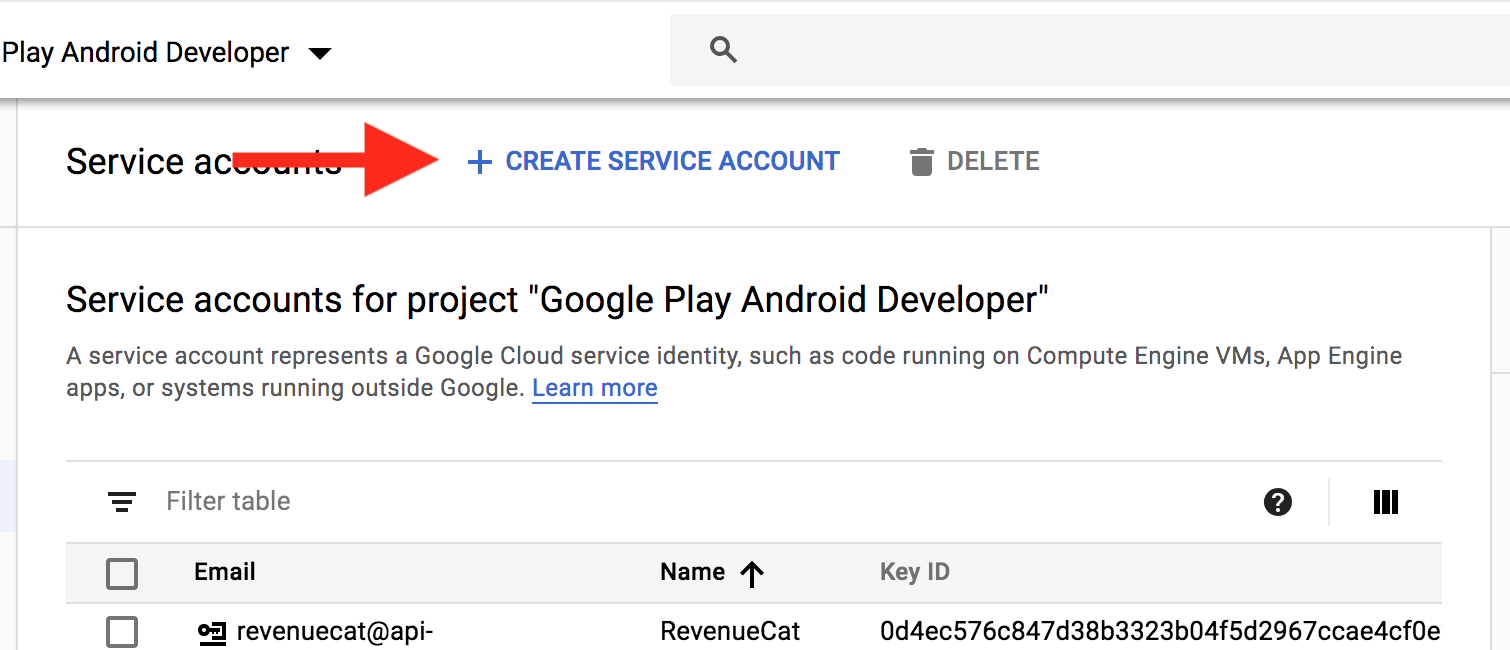 Play Android Developer
Service accounts
+ CREATE SERVICE ACCOUNT
DELETE
Service accounts for project "Google Play Android Developer"
A service account represents a Google Cloud service identity, such as code running on Compute Engine VMs, App Engine
apps, or systems running outside Google. Learn more
Filter table
Email Name Key ID
revenuecat@api- RevenueCat 0d4ec576c847d38b3323b04f5d2967ccae4cf0e